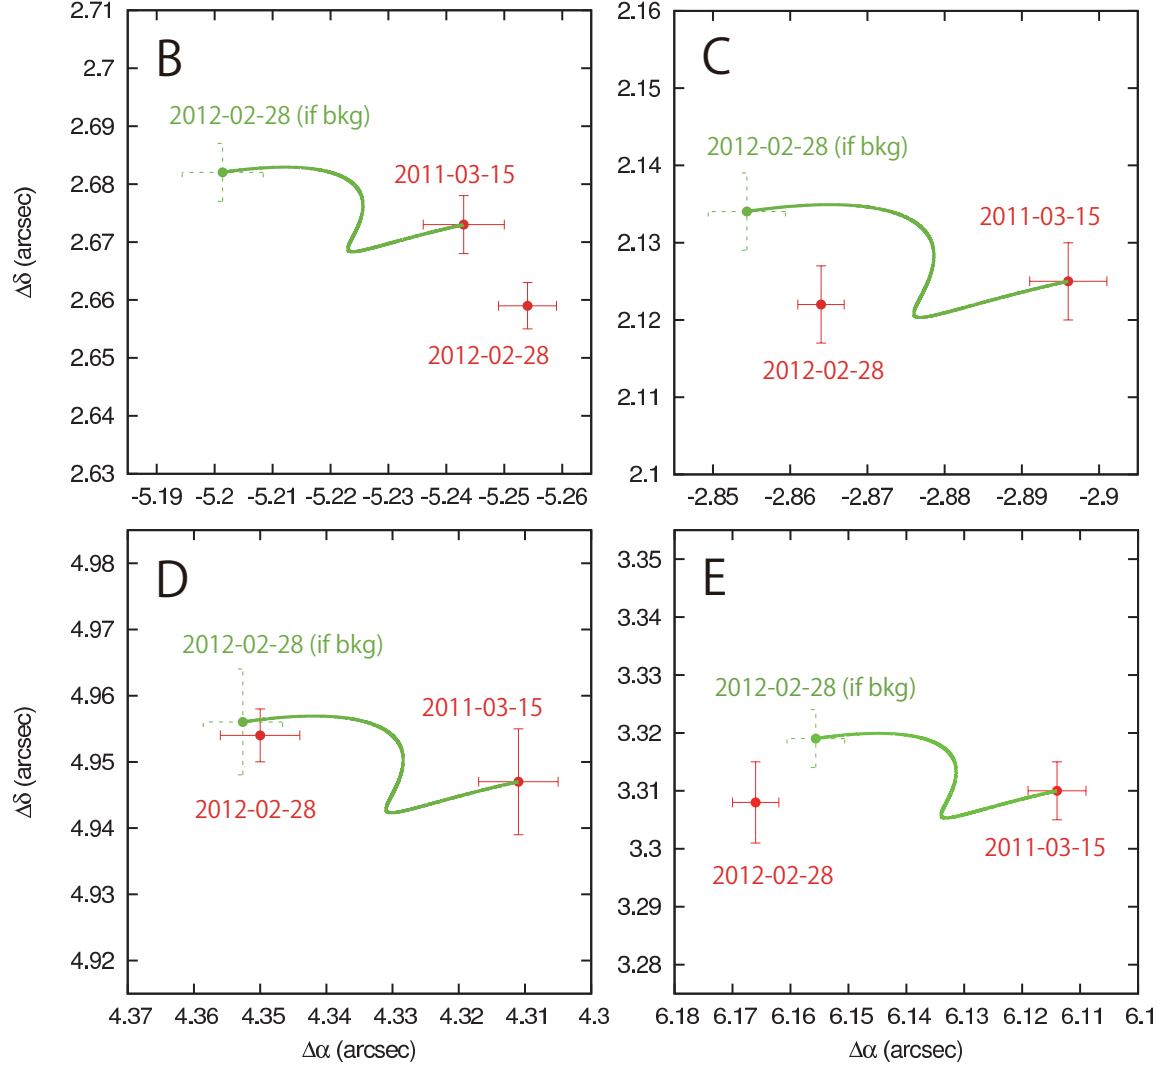 2.71
2.7
2.69
2.68
2.67
2.66
2.65
2.64
2.63
Δδ (arcsec)
B
2012-02-28 (if bkg)
2011-03-15
2012-02-28
-5.19 -5.2 -5.21 -5.22 -5.23 -5.24 -5.25 -5.26
2.16
2.15
2.14
2.13
2.12
2.11
2.1
C
2012-02-28 (if bkg)
2011-03-15
2012-02-28
-2.85 -2.86 -2.87 -2.88 -2.89 -2.9
4.98
4.97
4.96
4.95
4.94
4.93
4.92
Δδ (arcsec)
D
2012-02-28 (if bkg)
2011-03-15
2012-02-28
4.37 4.36 4.35 4.34 4.33 4.32 4.31 4.3
Δα (arcsec)
3.35
3.34
3.33
3.32
3.31
3.3
3.29
3.28
E
2012-02-28 (if bkg)
2011-03-15
2012-02-28
6.18 6.17 6.16 6.15 6.14 6.13 6.12 6.11 6.1
Δα (arcsec)